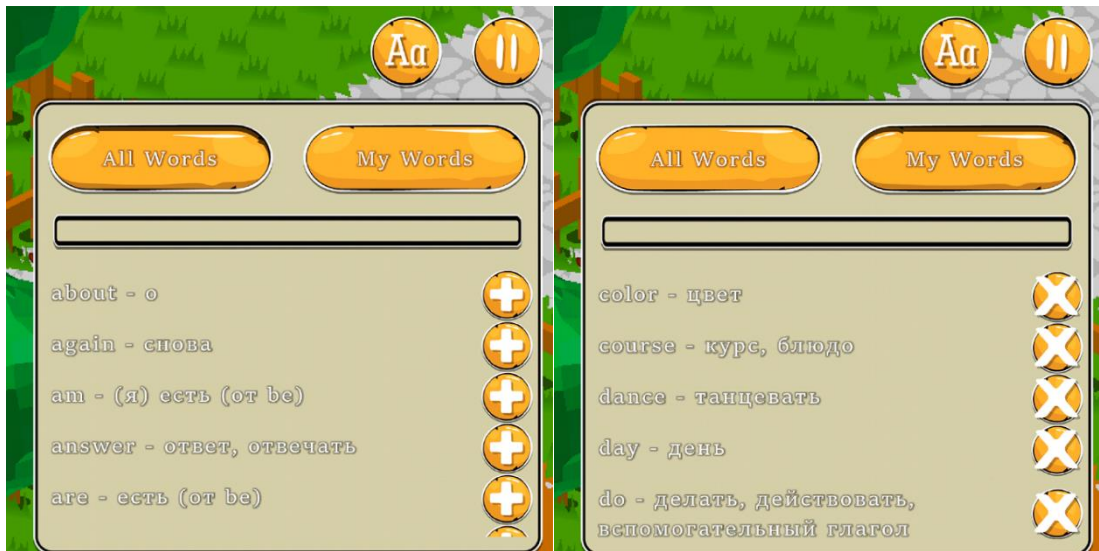 Aa
All Words
My Words
about - о
again - снова
am - (я) есть (от be)
answer - ответ, отвечать
are - есть (от be)
Aa
All Words
My Words
color - цвет
course - курс, блюдо
dance - танцевать
day - день
do - делать, действовать,
вспомогательный глагол